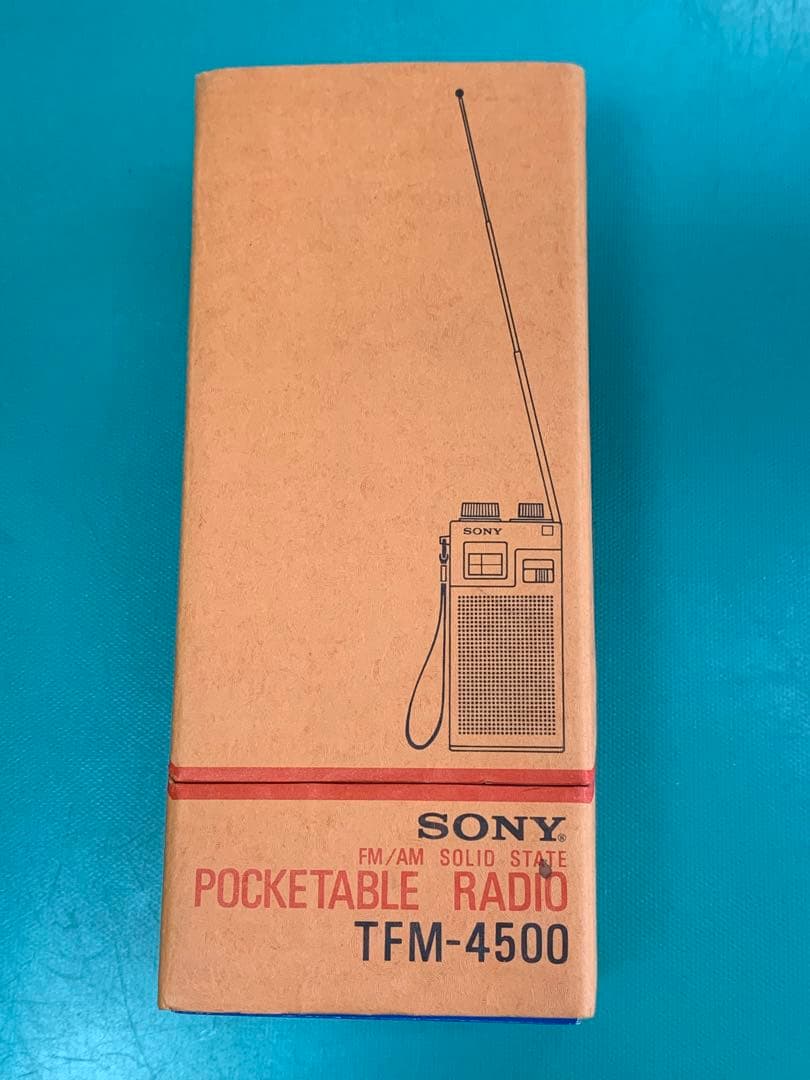 SONY
SONY®
FM/AM SOLID STATE
POCKETABLE RADIO
TFM-4500